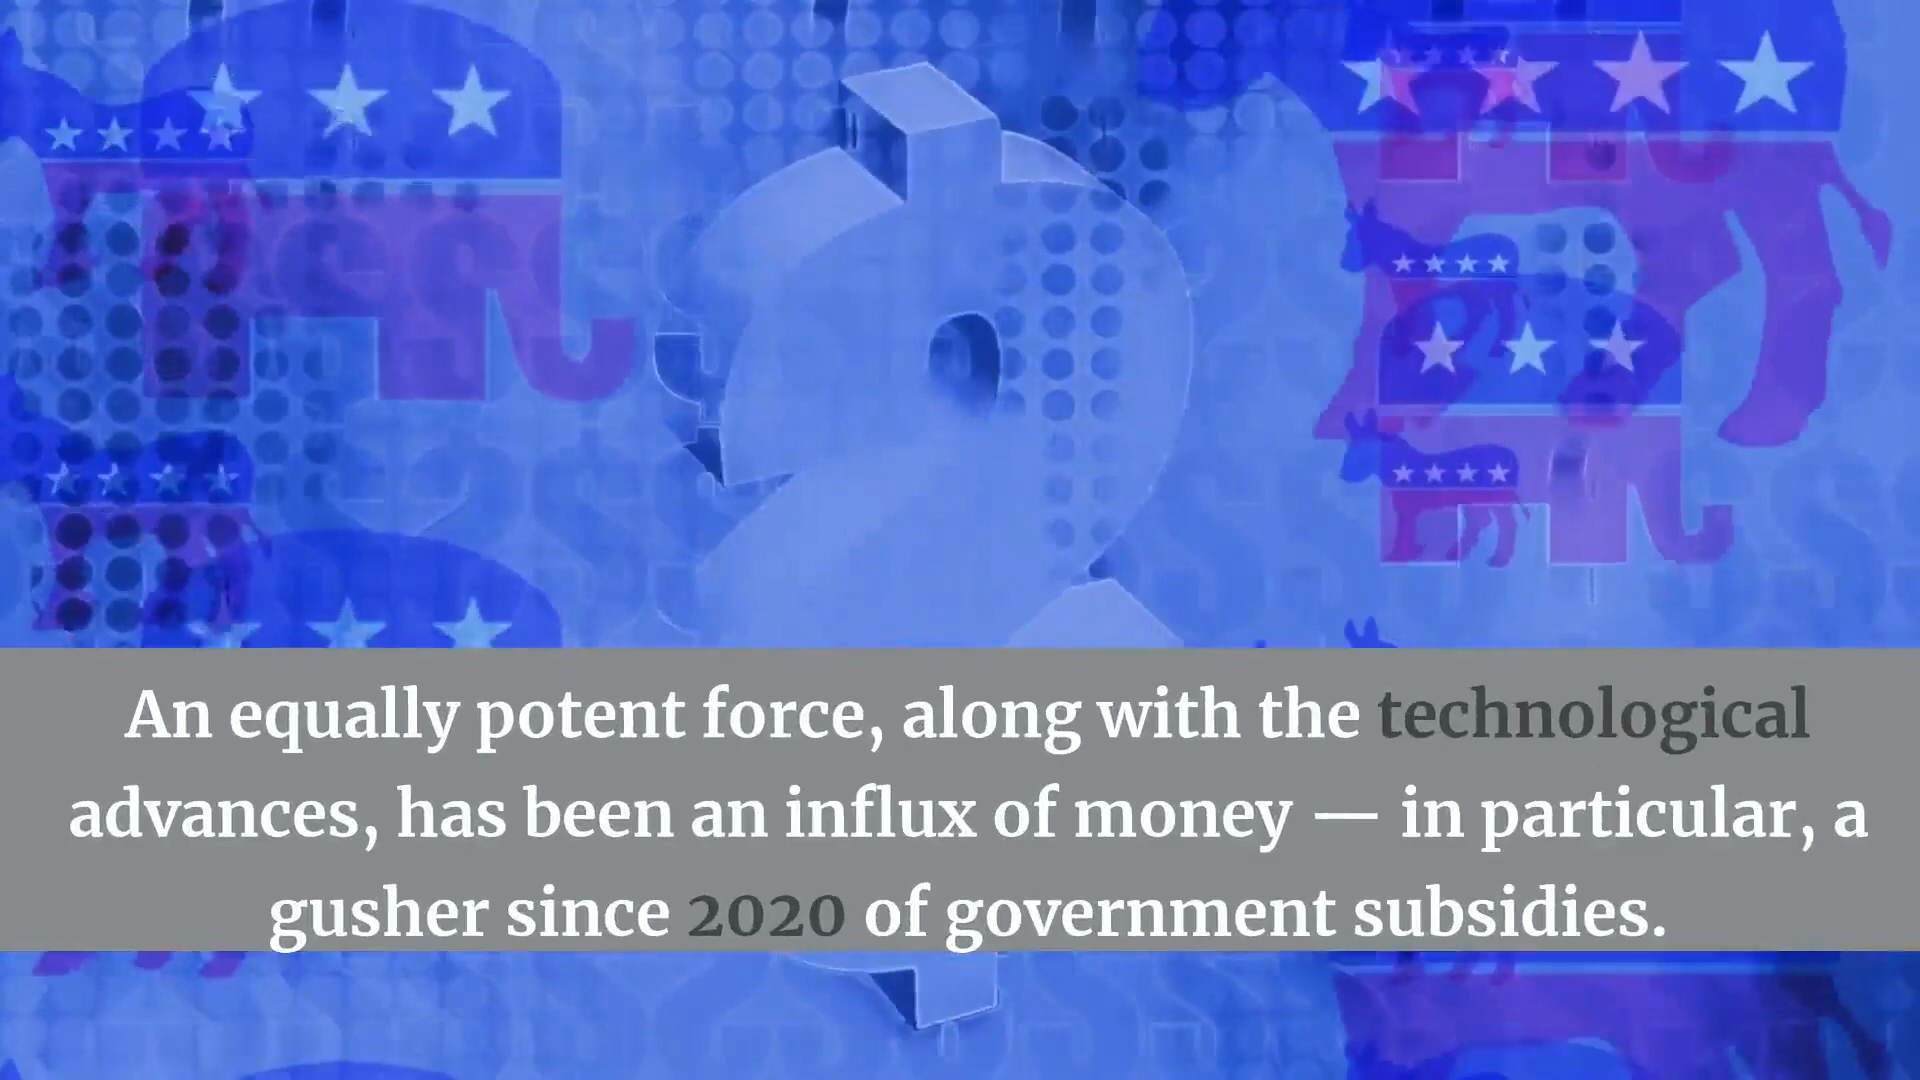 An equally potent force, along with the technological
advances, has been an influx of money — in particular, a
gusher since 2020 of government subsidies.